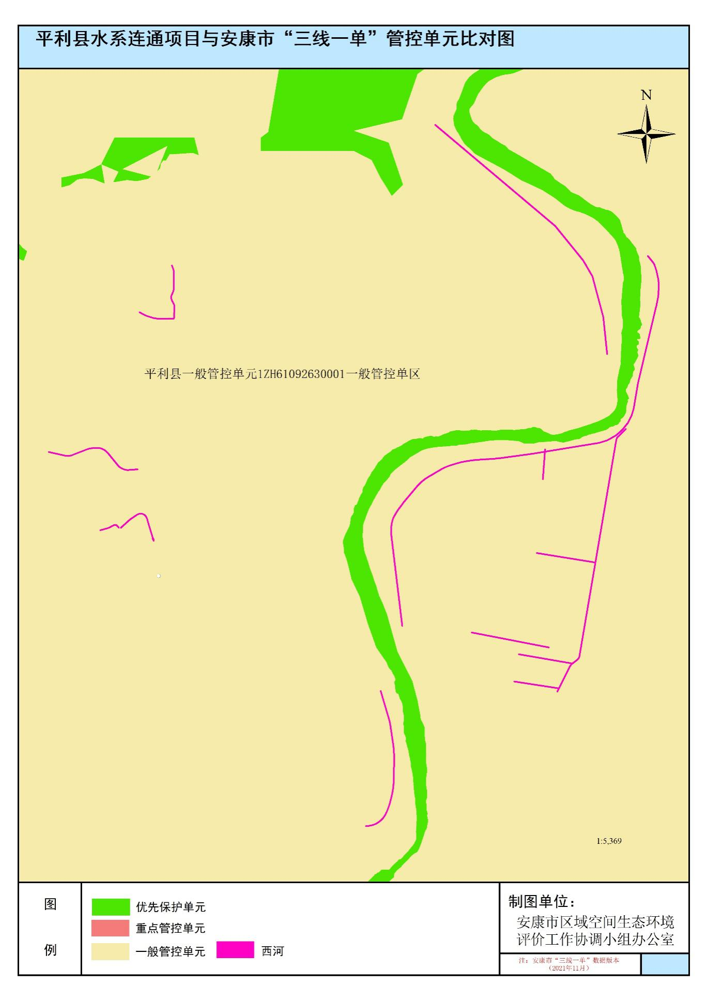 平利县水系连通项目与安康市“三线一单”管控单元比对图
N
平利县一般管控单元1ZH61092630001一般管控单区
1:5,369
图
例
优先保护单元
重点管控单元
一般管控单元
西河
制图单位：
安康市区域空间生态环境
评价工作协调小组办公室
注：安康市“三线一单”数据版本
（2021年11月）